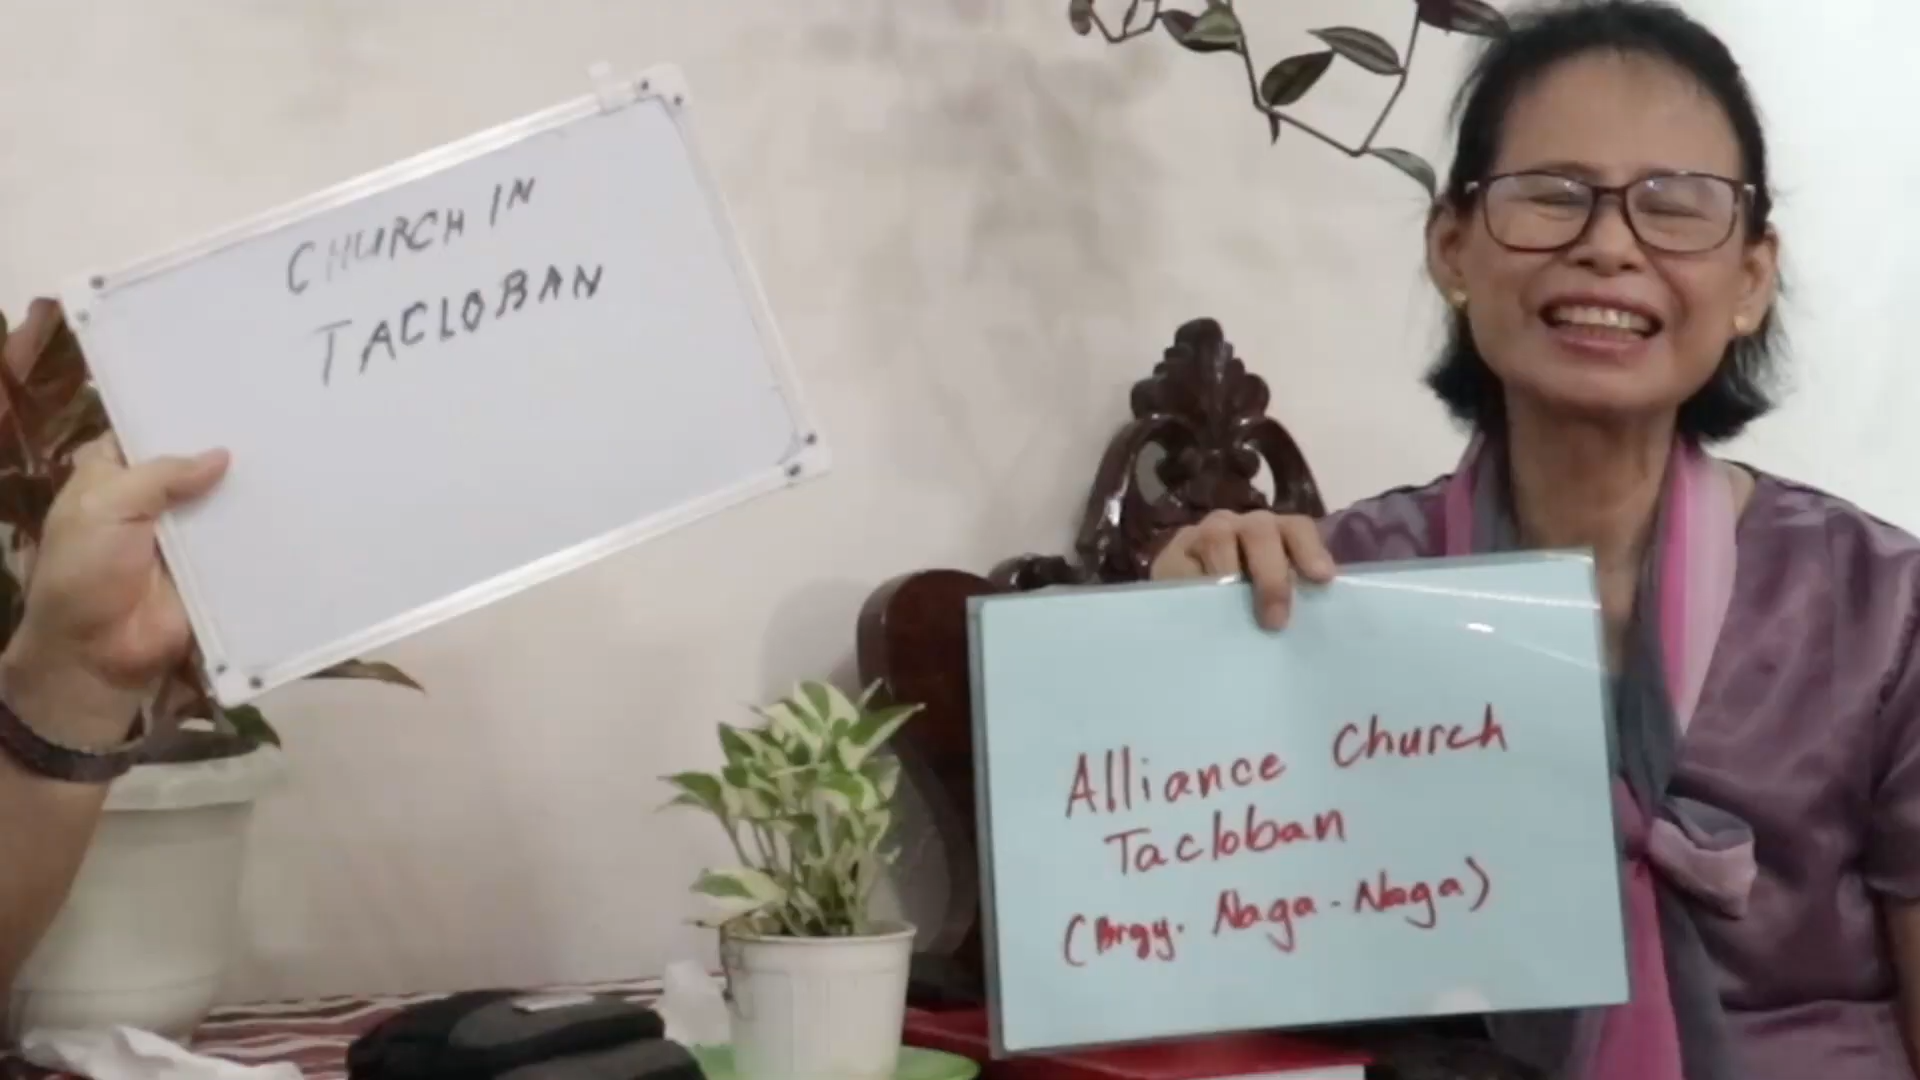 CHURCH IN
TACLOBAN
Alliance Church
Tacloban
(Brgy. Naga-Naga)